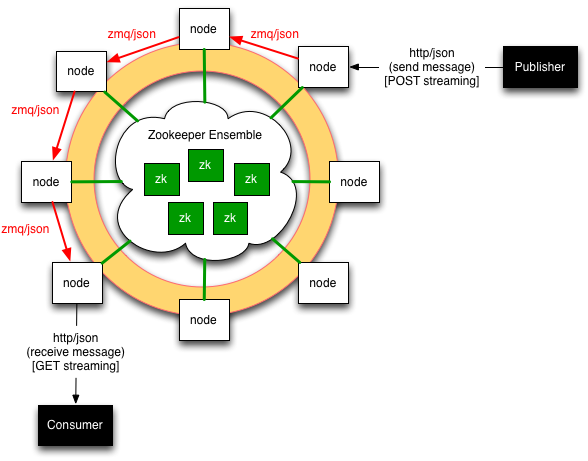 node
zmq/json
zmq/json
node
node
http/json
(send message)
[POST streaming]
Publisher
zmq/json
Zookeeper Ensemble
zk
zk
zk
zk
zk
node
node
zmq/json
node
node
node
http/json
(receive message)
[GET streaming]
Consumer